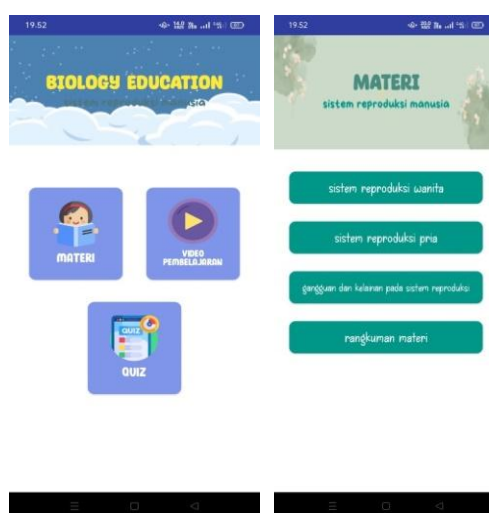 19.52
BIOLOGY EDUCATION
sistem reproduksi manusia
MATERI
VIDEO
PEMBELAJARAN
QUIZ
QUIZ
19.52
MATERI
sistem reproduksi manusia
sistem reproduksi wanita
sistem reproduksi pria
gangguan dan kelainan pada sistem reproduksi
rangkuman materi